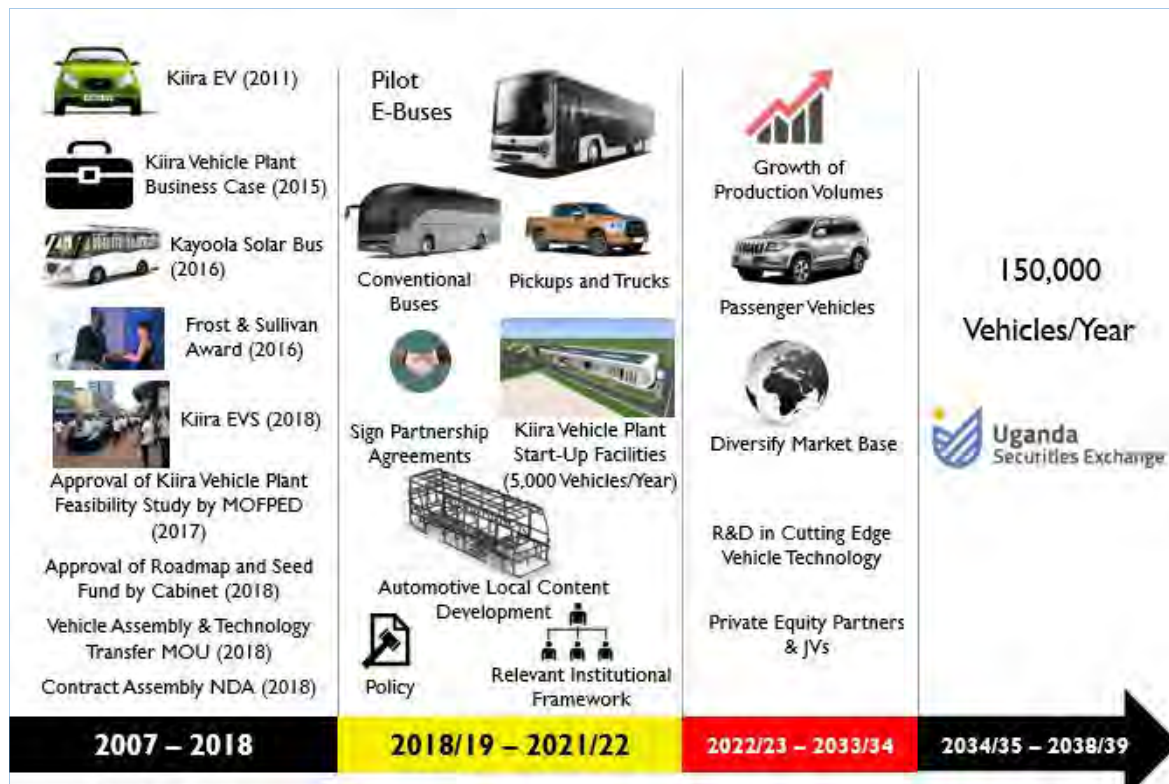 Kiira EV (2011)
Kiira Vehicle Plant
Business Case (2015)
Kayoola Solar Bus
(2016)
Frost & Sullivan
Award (2016)
Kiira EVS (2018)
Approval of Kiira Vehicle Plant
Feasibility Study by MOFPED
(2017)
Approval of Roadmap and Seed
Fund by Cabinet (2018)
Vehicle Assembly & Technology
Transfer MOU (2018)
Contract Assembly NDA (2018)
2007 – 2018
Pilot
E-Buses
Conventional
Buses
Pickups and Trucks
Sign Partnership
Agreements
Kiira Vehicle Plant
Start-Up Facilities
(5,000 Vehicles/Year)
Automotive Local Content
Development
Policy
Relevant Institutional
Framework
2018/19 – 2021/22
Growth of
Production Volumes
Passenger Vehicles
Diversify Market Base
R&D in Cutting Edge
Vehicle Technology
Private Equity Partners
& JVs
2022/23 – 2033/34
150,000
Vehicles/Year
Uganda
Securities Exchange
2034/35 – 2038/39